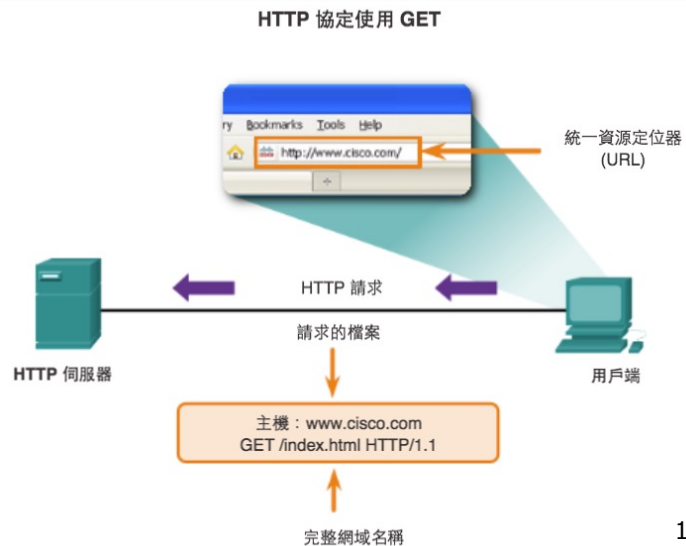 HTTP 協定使用 GET
ry Bookmarks Tools Help
http://www.cisco.com/
統一資源定位器
(URL)
HTTP 請求
請求的檔案
HTTP 伺服器
用戶端
主機：www.cisco.com
GET /index.html HTTP/1.1
完整網域名稱
1